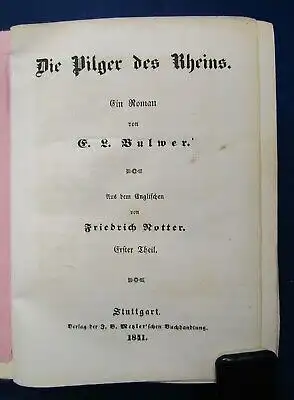 Die Pilger des Rheins.
Ein Roman
von
E. L. Bulwer.
Aus dem Englischen
von
Friedrich Notter.
Erster Theil.
Stuttgart.
Verlag der J. B. Metzler'schen Buchhandlung.
1841.